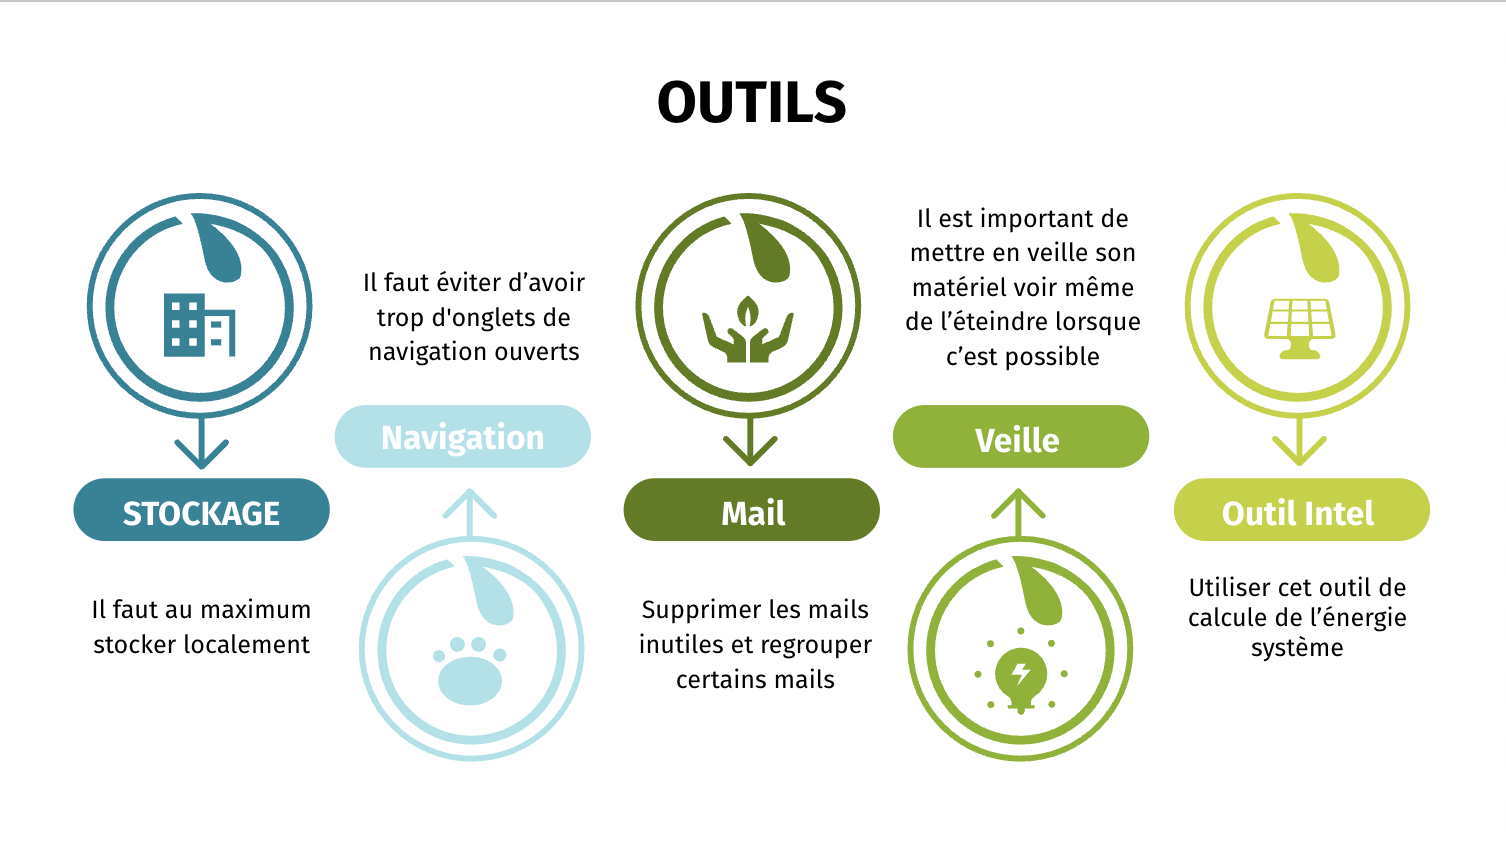 OUTILS
STOCKAGE
Il faut au maximum
stocker localement
Il faut éviter d’avoir
trop d'onglets de
navigation ouverts
Navigation
Mail
Supprimer les mails
inutiles et regrouper
certains mails
Il est important de
mettre en veille son
matériel voir même
de l’éteindre lorsque
c’est possible
Veille
Outil Intel
Utiliser cet outil de
calcule de l’énergie
système